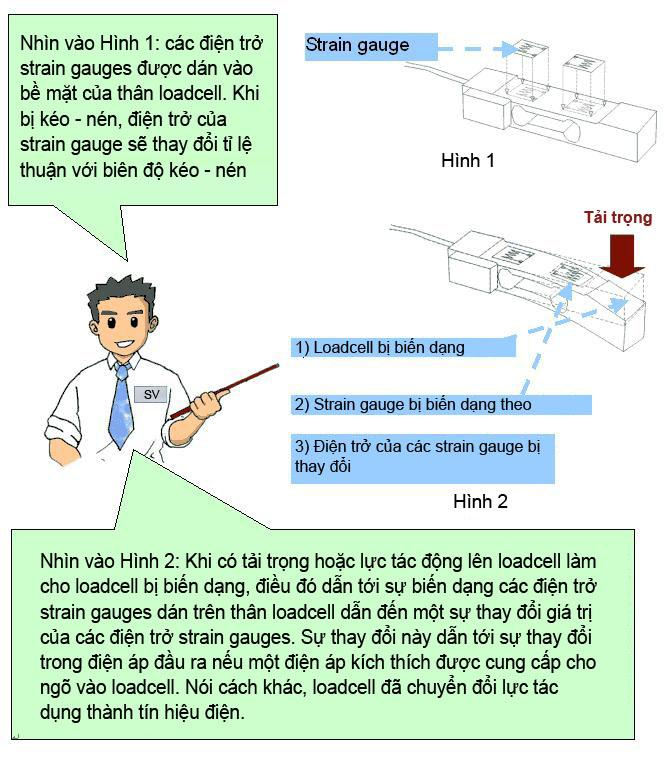 Nhìn vào Hình 1: các điện trở
strain gauges được dán vào
bề mặt của thân loadcell. Khi
bị kéo - nén, điện trở của
strain gauge sẽ thay đổi tỉ lệ
thuận với biên độ kéo - nén
Strain gauge
Hình 1
Tải trọng
1) Loadcell bị biến dạng
2) Strain gauge bị biến dạng theo
3) Điện trở của các strain gauge bị
thay đổi
Hình 2
SV
Nhìn vào Hình 2: Khi có tải trọng hoặc lực tác động lên loadcell làm
cho loadcell bị biến dạng, điều đó dẫn tới sự biến dạng các điện trở
strain gauges dán trên thân loadcell dẫn đến một sự thay đổi giá trị
của các điện trở strain gauges. Sự thay đổi này dẫn tới sự thay đổi
trong điện áp đầu ra nếu một điện áp kích thích được cung cấp cho
ngõ vào loadcell. Nói cách khác, loadcell đã chuyển đổi lực tác
dụng thành tín hiệu điện.